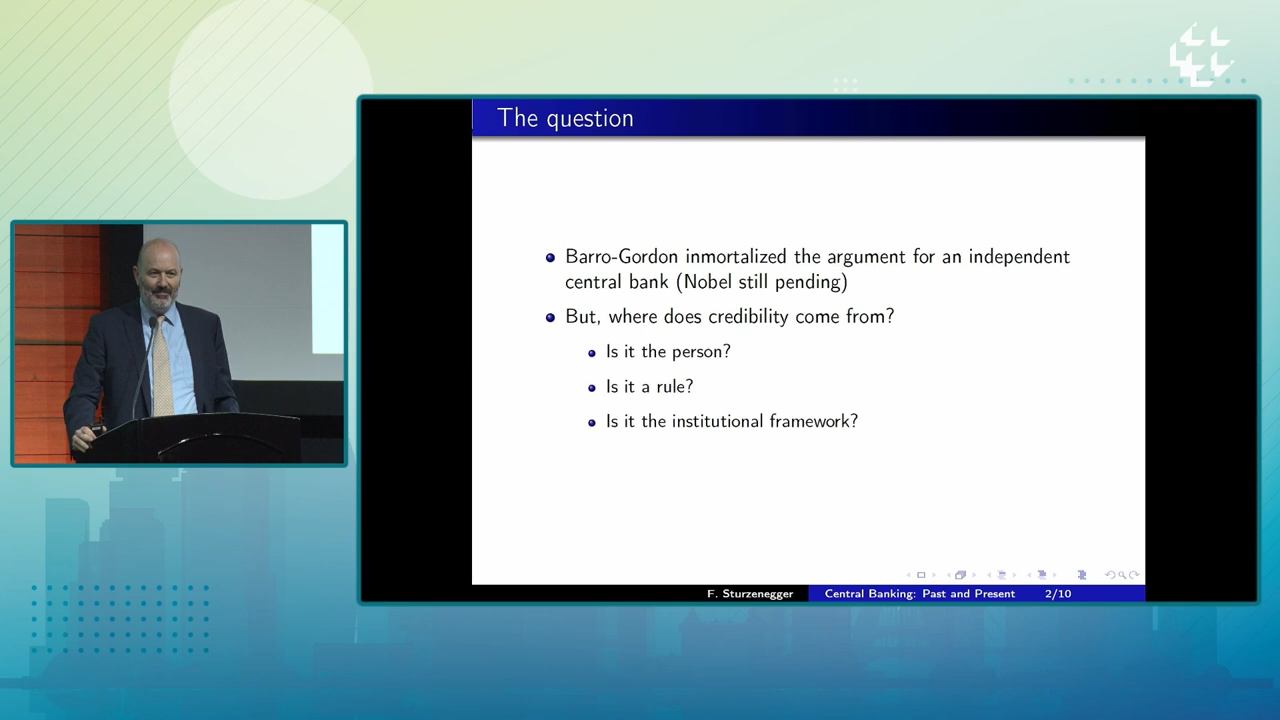 The question
Barro-Gordon inmortalized the argument for an independent
central bank (Nobel still pending)
But, where does credibility come from?
Is it the person?
Is it a rule?
Is it the institutional framework?
F. Sturzenegger
Central Banking: Past and Present
2/10